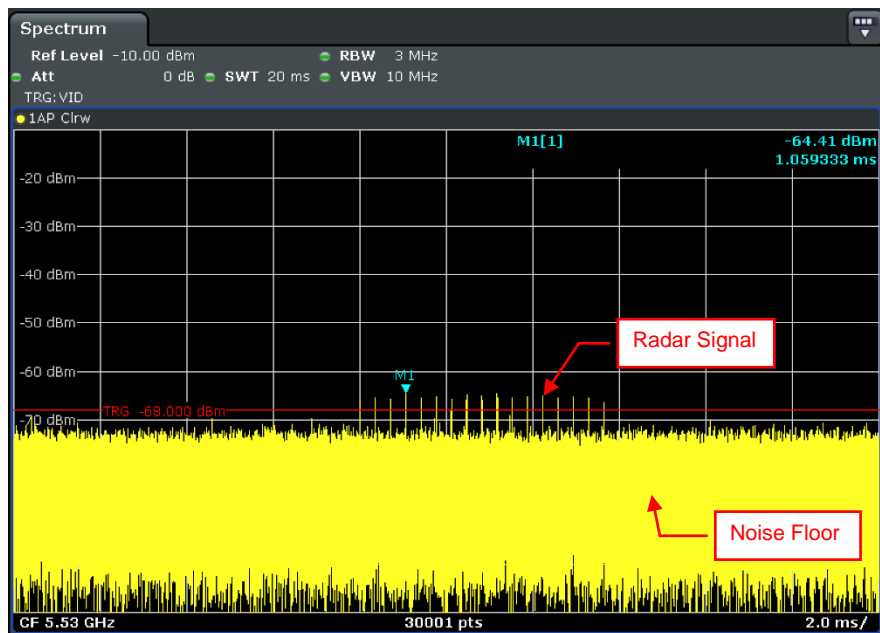 Spectrum
Ref Level -10.00 dBm RBW 3 MHz
Att 0 dB SWT 20 ms VBW 10 MHz
TRG:VID
1AP Clrw
M1[1] -64.41 dBm
1.059333 ms
-20 dBm
-30 dBm
-40 dBm
-50 dBm
Radar Signal
-60 dBm
M1
TRG -68.000 dBm
-70 dBm
Noise Floor
CF 5.53 GHz 30001 pts 2.0 ms/